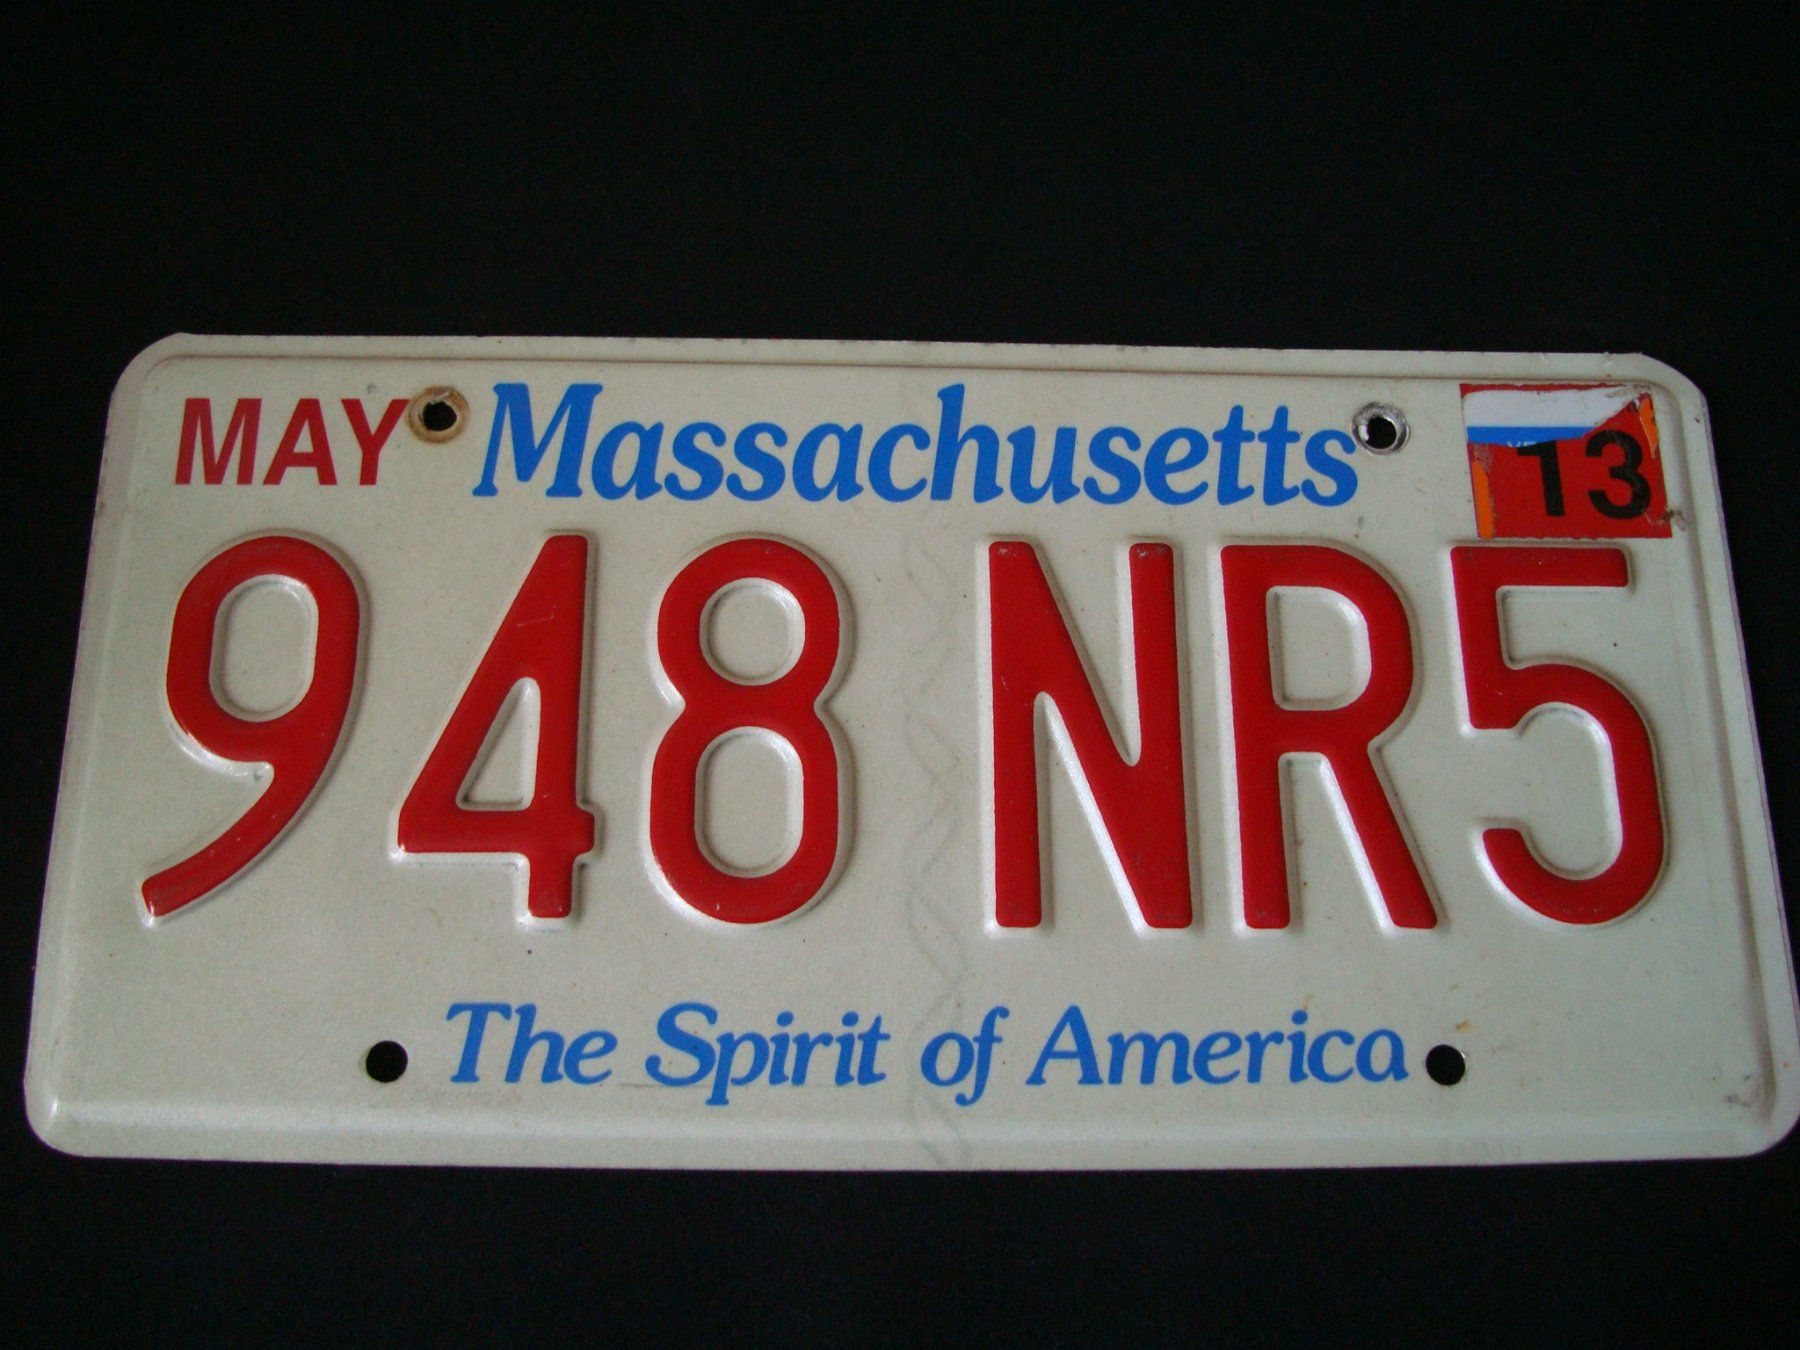 MAY Massachusetts 13
948 NR5
The Spirit of America